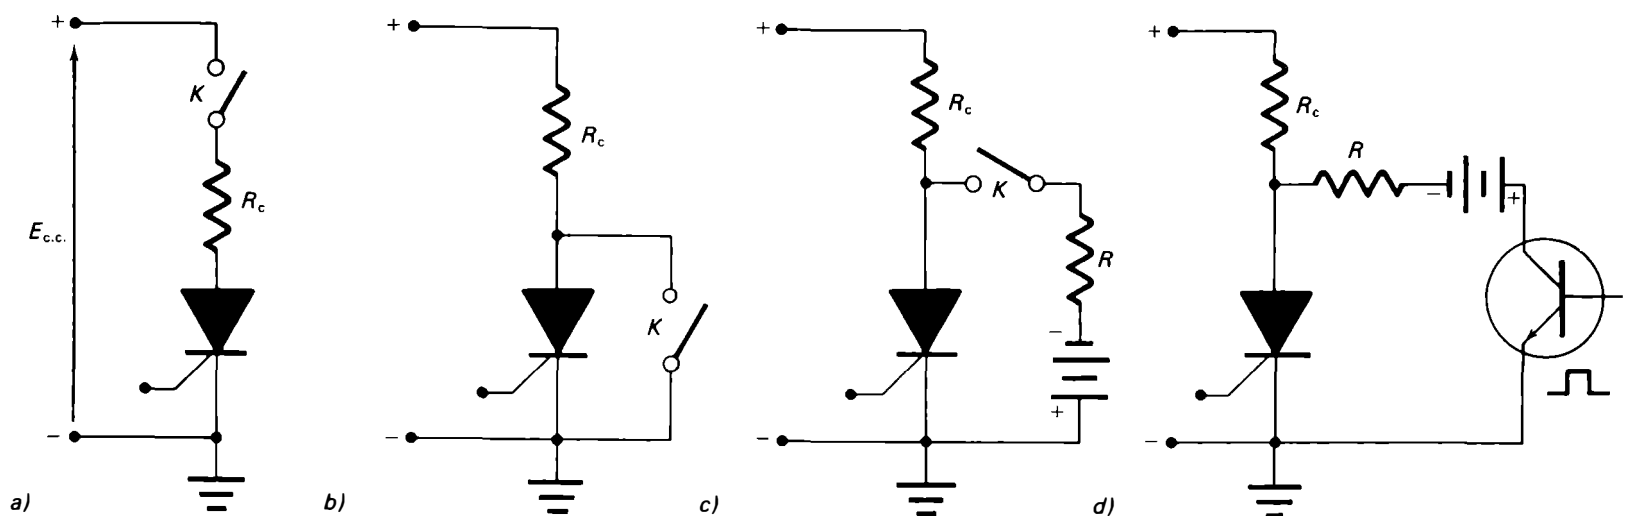 +
K
R_c
E_c.c.
-
a)
+
R_c
K
-
b)
+
R_c
K
R
-
+
-
c)
+
R_c
R
-
+
-
d)